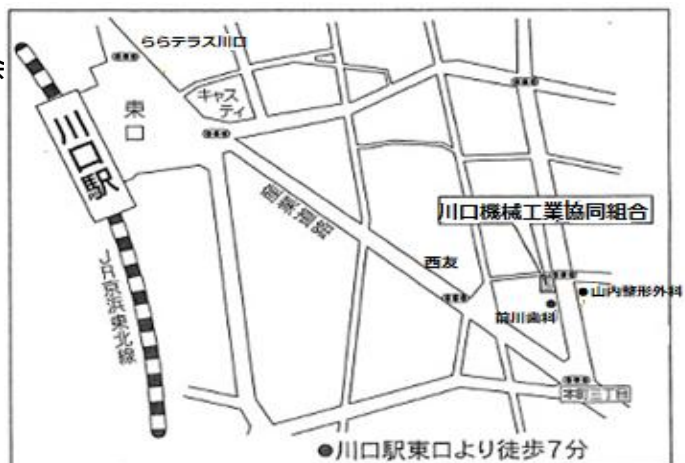 ららテラス川口
キャスティ
東口
川口駅
産業道路
川口機械工業協同組合
西友
山内整形外科
前川歯科
JR京浜東北線
本町三丁目
●川口駅東口より徒歩7分